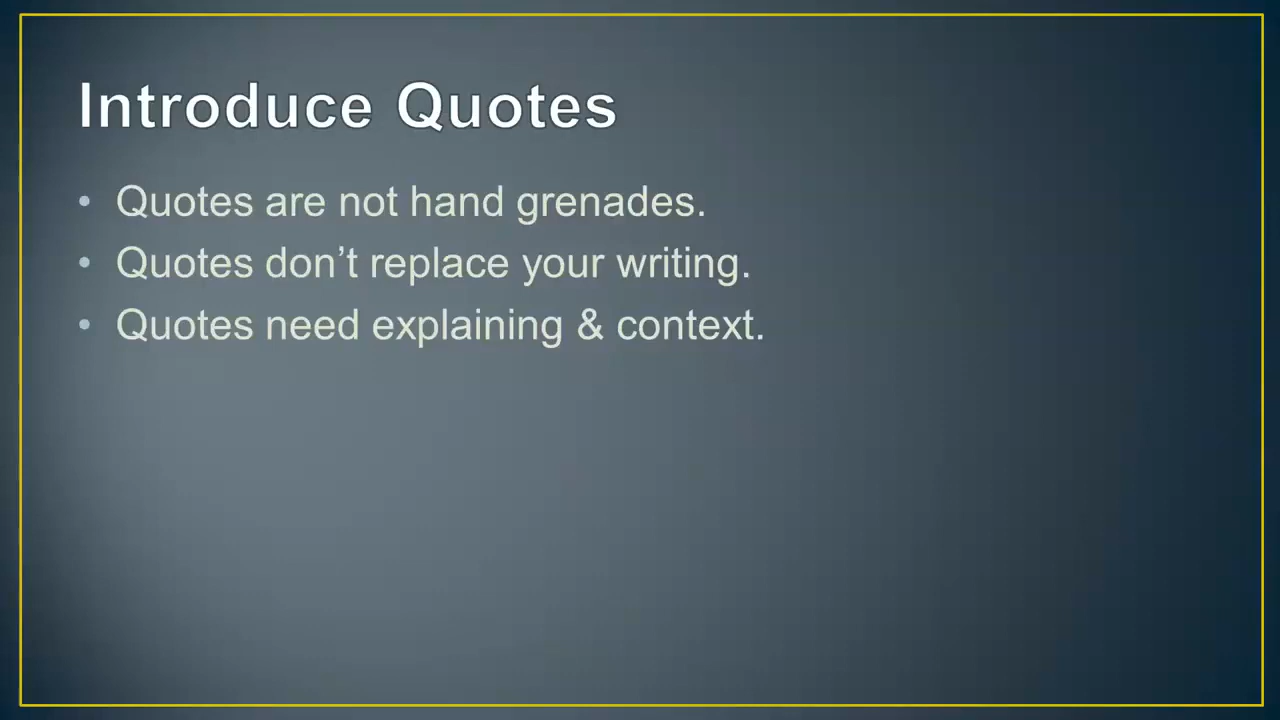 Introduce Quotes
• Quotes are not hand grenades.
• Quotes don’t replace your writing.
• Quotes need explaining & context.